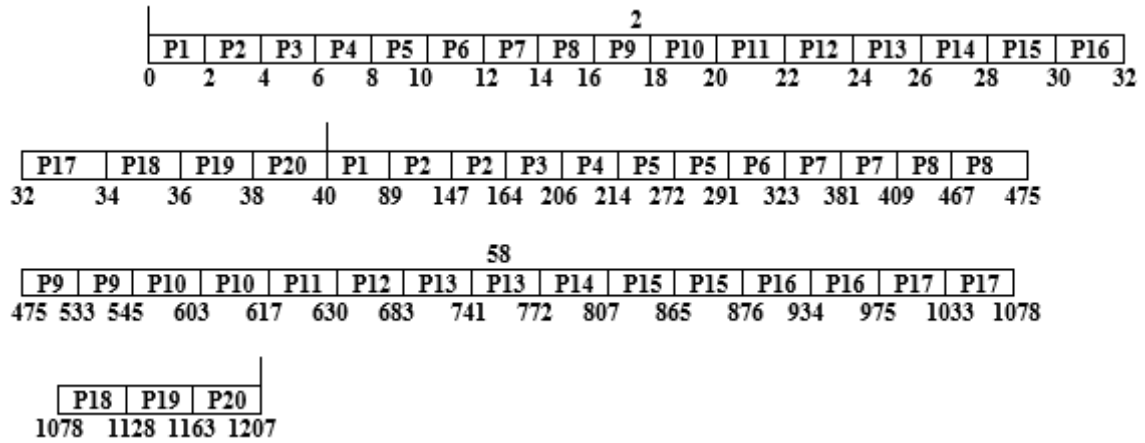 2
P1 P2 P3 P4 P5 P6 P7 P8 P9 P10 P11 P12 P13 P14 P15 P16
0 2 4 6 8 10 12 14 16 18 20 22 24 26 28 30 32
P17 P18 P19 P20 P1 P2 P2 P3 P4 P5 P5 P6 P7 P7 P8 P8
32 34 36 38 40 89 147 164 206 214 272 291 323 381 409 467 475
58
P9 P9 P10 P10 P11 P12 P13 P13 P14 P15 P15 P16 P16 P17 P17
475 533 545 603 617 630 683 741 772 807 865 876 934 975 1033 1078
P18 P19 P20
1078 1128 1163 1207